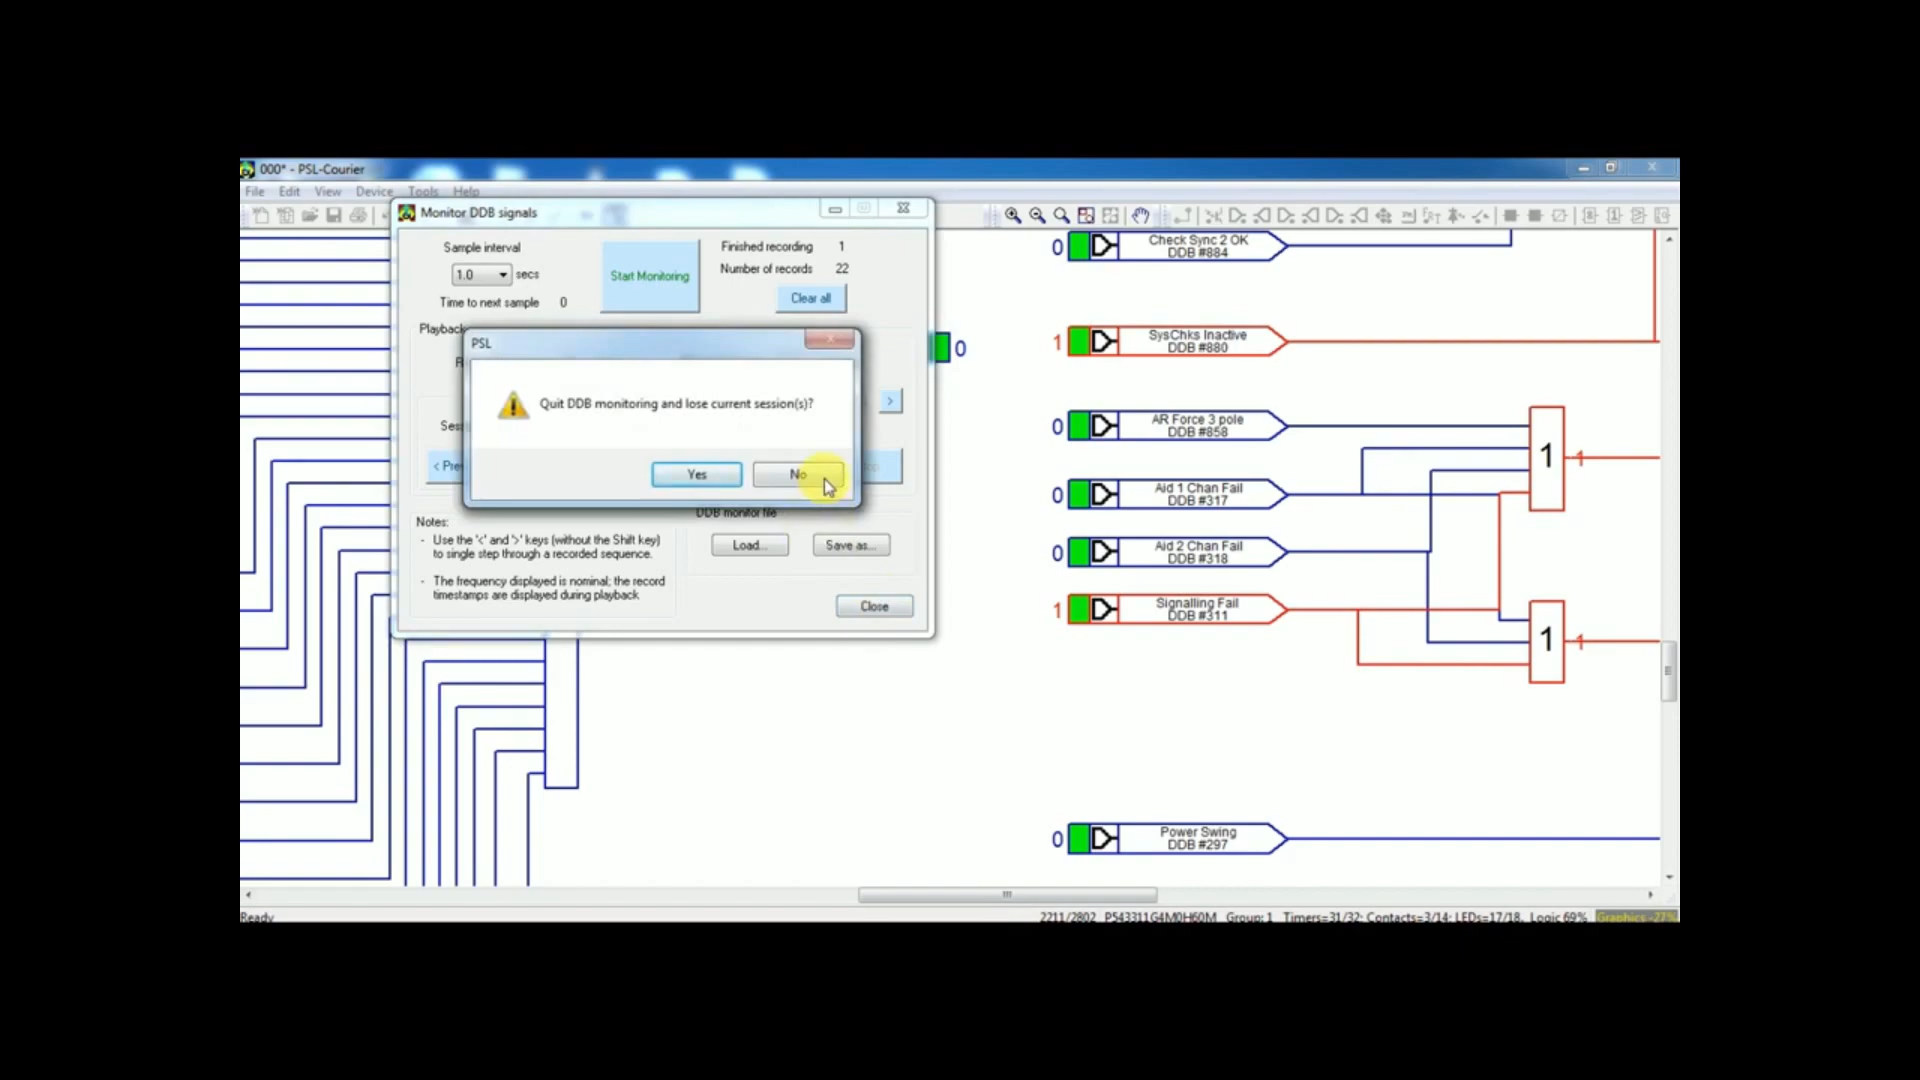 000* - PSL-Courier
File Edit View Device Tools Help
Monitor DDB signals
Sample interval
1.0 secs
Time to next sample 0
Start Monitoring
Finished recording 1
Number of records 22
Clear all
Playback
PSL
Quit DDB monitoring and lose current session(s)?
Yes
No
>
< Prev
DDB monitor file
Load...
Save as...
Notes:
- Use the '<' and '>' keys (without the Shift key)
to single step through a recorded sequence.
- The frequency displayed is nominal; the record
timestamps are displayed during playback
Close
0
0 Check Sync 2 OK
DDB #884
1 SysChks Inactive
DDB #880
0 AR Force 3 pole
DDB #858
1 1
0 Aid 1 Chan Fail
DDB #317
0 Aid 2 Chan Fail
DDB #318
1 Signalling Fail
DDB #311
1 1
0 Power Swing
DDB #297
Ready
2211/2802 P543311G4M0H60M Group: 1 Timers=31/32; Contacts=3/14; LEDs=17/18, Logic 69% Graphics -27%